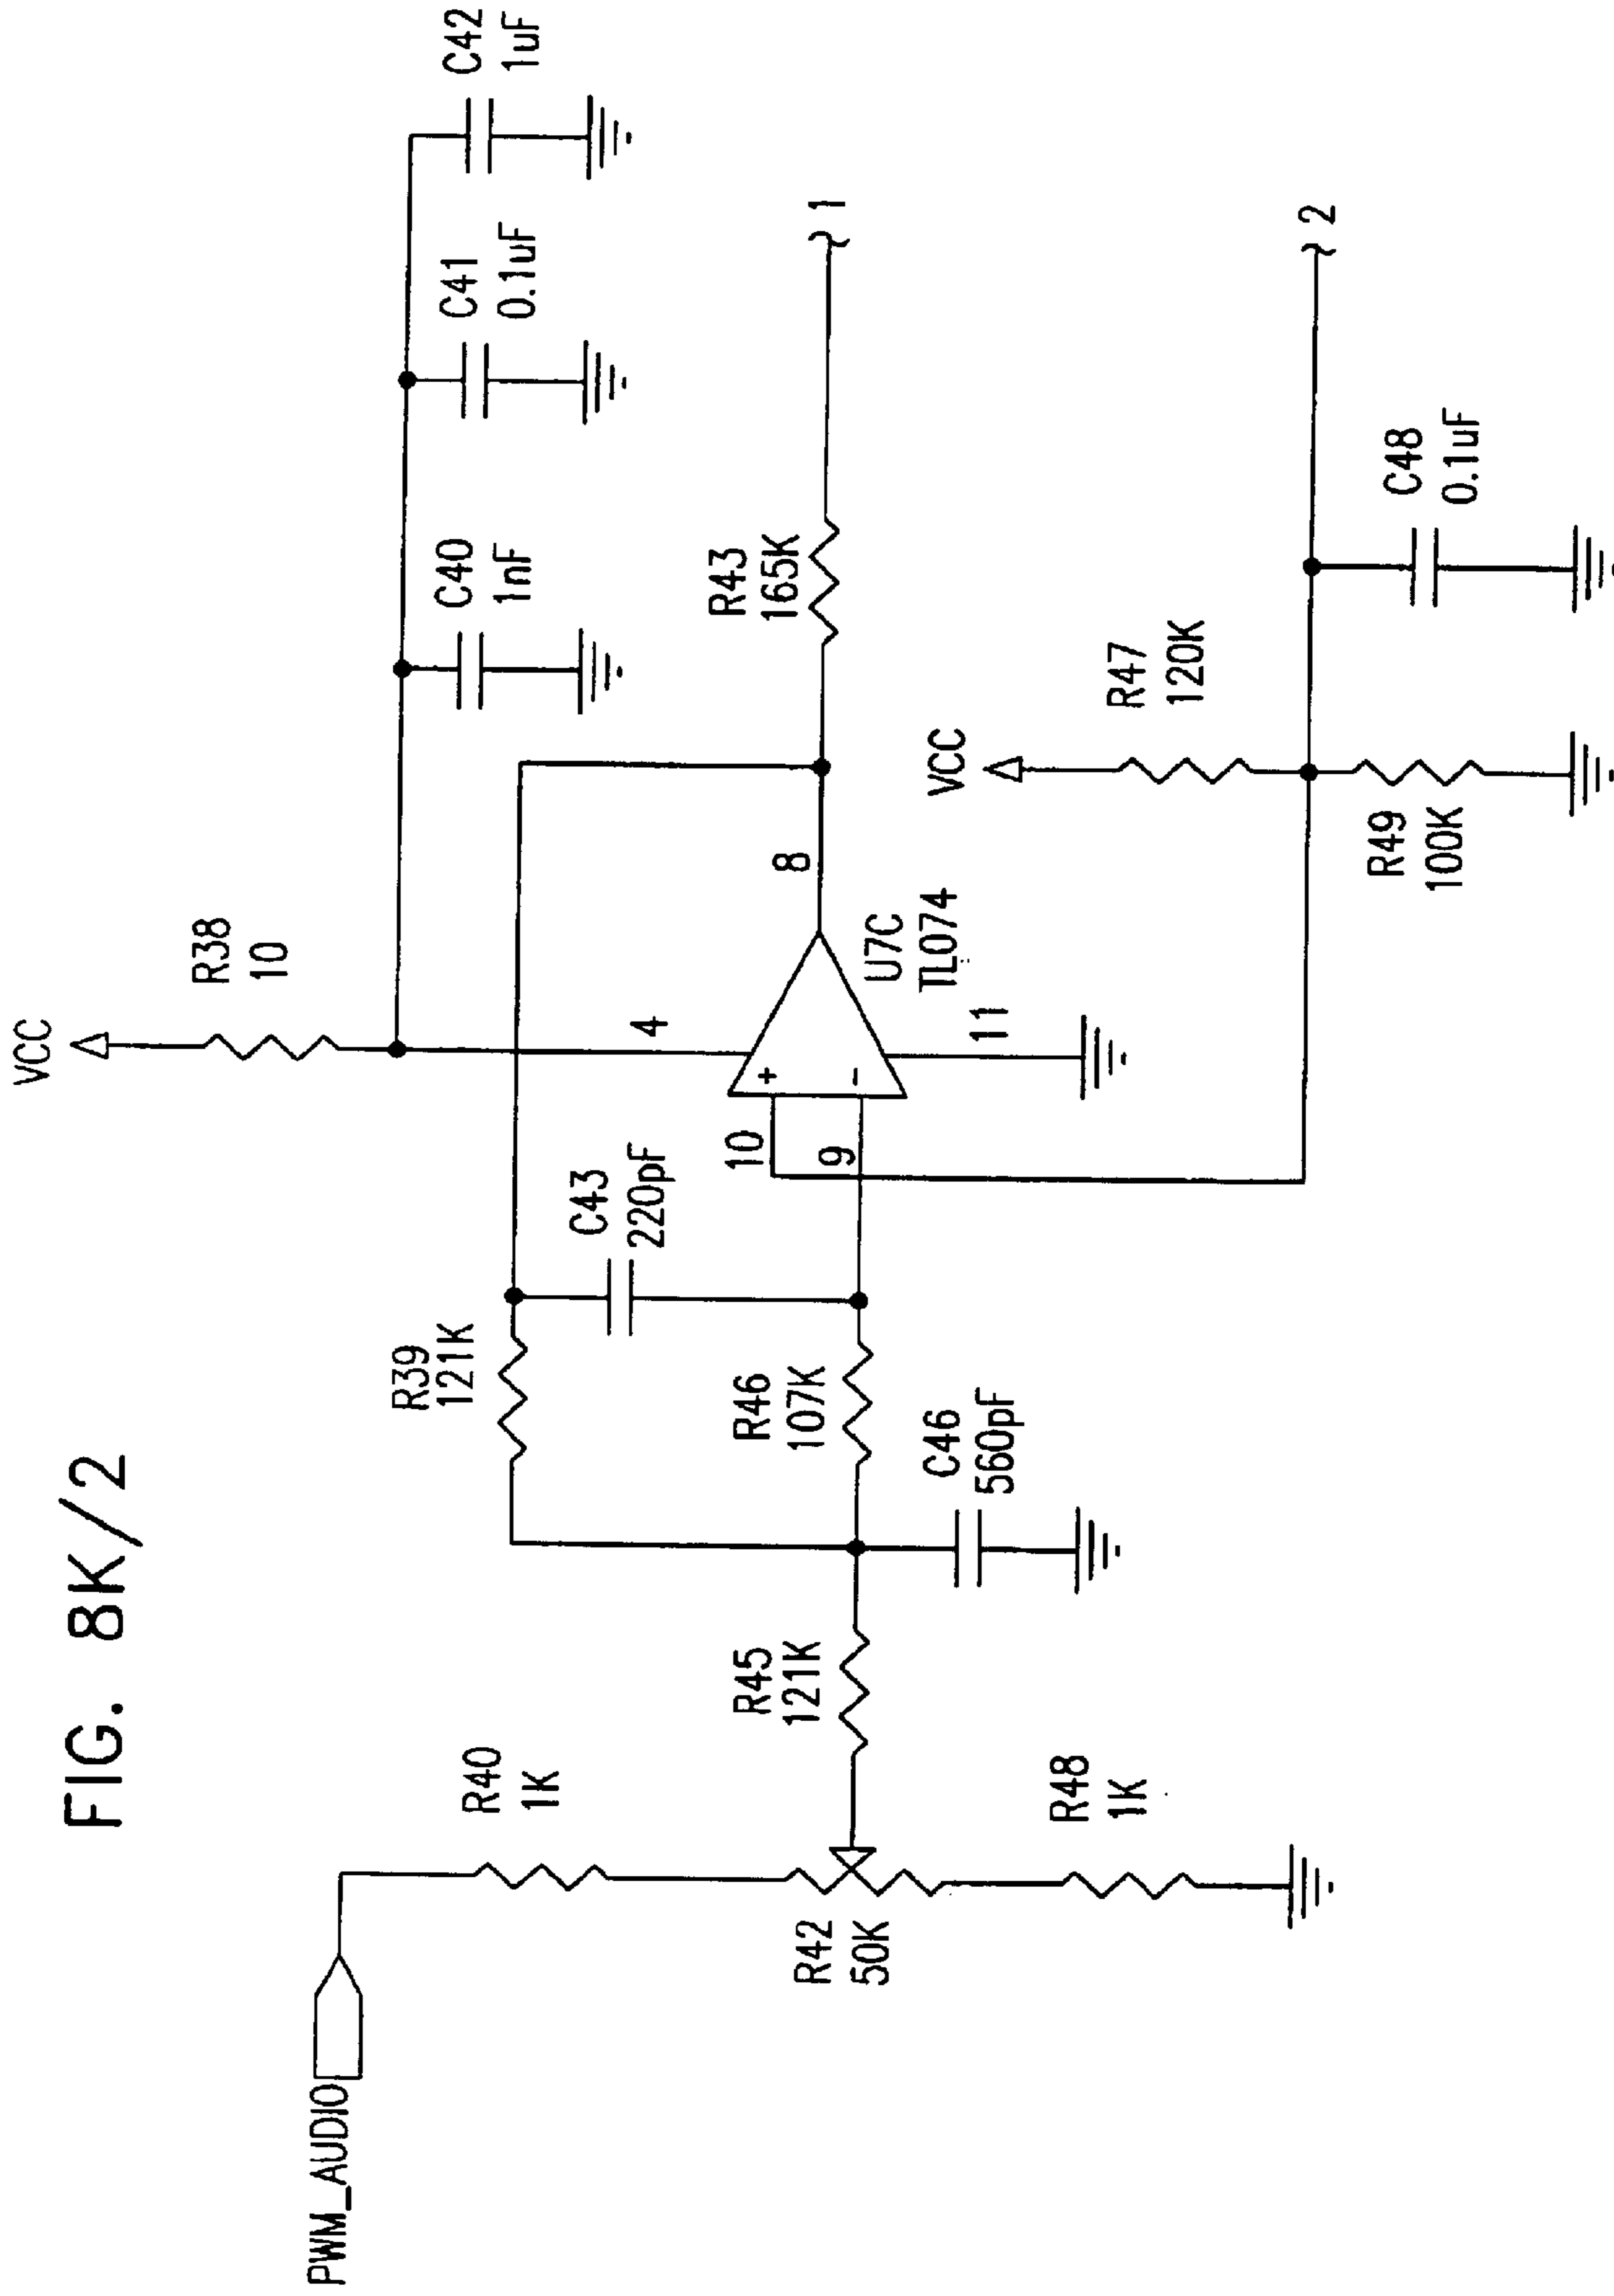 FIG. 8K/2
PWM_AUDIO
R40
1K
R42
50K
R48
1K
R45
121K
R39
121K
R46
107K
C46
560pF
C43
220pF
VCC
R38
10
10
9
+
-
4
11
8
U7C
TL074
C40
1nF
C41
0.1uF
C42
1uF
R43
165K
1
VCC
R47
120K
R49
100K
C48
0.1uF
2